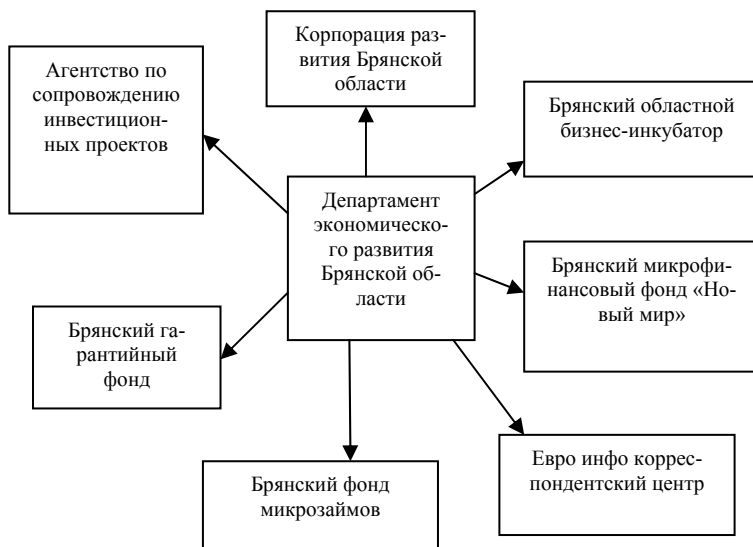 Корпорация раз-
вития Брянской
области
Агентство по
сопровождению
инвестицион-
ных проектов
Брянский областной
бизнес-инкубатор
Департамент
экономическо-
го развития
Брянской об-
ласти
Брянский микрофи-
нансовый фонд «Но-
вый мир»
Брянский га-
рантийный
фонд
Евро инфо коррес-
пондентский центр
Брянский фонд
микрозаймов